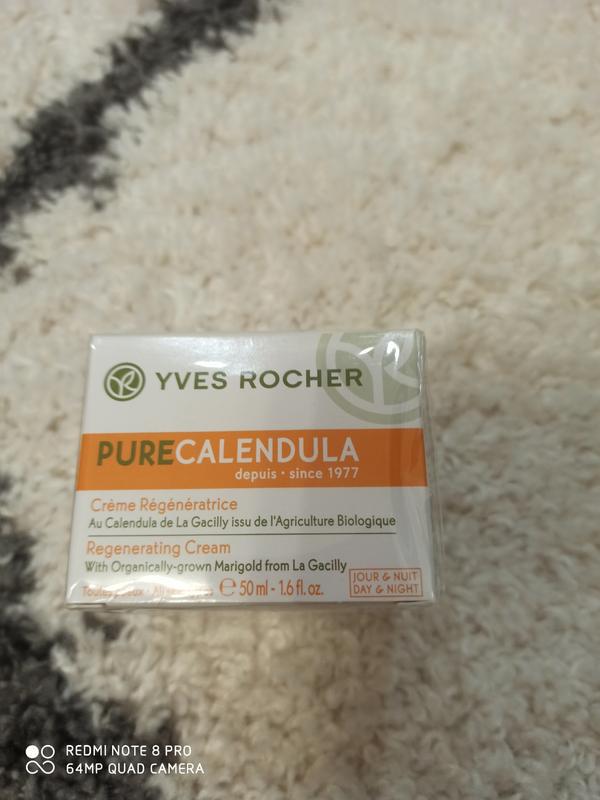 YVES ROCHER
PURECALENDULA
depuis · since 1977
Crème Régénératrice
Au Calendula de La Gacilly issu de l'Agriculture Biologique
Regenerating Cream
With Organically-grown Marigold from La Gacilly
Toutes ℮ 50 ml - 1.6 fl. oz.
JOUR & NUIT
DAY & NIGHT
REDMI NOTE 8 PRO
64MP QUAD CAMERA